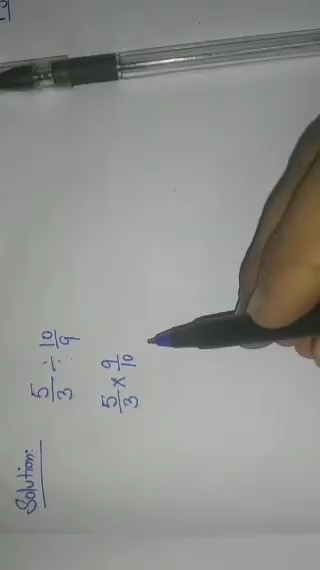 Solution:
5/3 ÷ 10/9
5/3 × 9/10